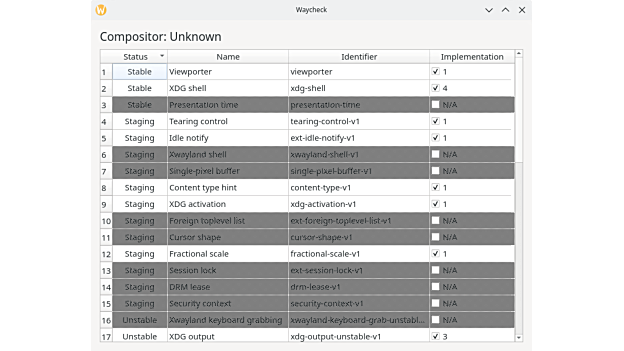 Waycheck
Compositor: Unknown
Status Name Identifier Implementation
1 Stable Viewporter viewporter 1
2 Stable XDG shell xdg-shell 4
3 Stable Presentation time presentation-time N/A
4 Staging Tearing control tearing-control-v1 1
5 Staging Idle notify ext-idle-notify-v1 1
6 Staging Xwayland shell xwayland-shell-v1 N/A
7 Staging Single-pixel buffer single-pixel-buffer-v1 N/A
8 Staging Content type hint content-type-v1 1
9 Staging XDG activation xdg-activation-v1 1
10 Staging Foreign toplevel list ext-foreign-toplevel-list-v1 N/A
11 Staging Cursor shape cursor-shape-v1 N/A
12 Staging Fractional scale fractional-scale-v1 1
13 Staging Session lock ext-session-lock-v1 N/A
14 Staging DRM lease drm-lease-v1 N/A
15 Staging Security context security-context-v1 N/A
16 Unstable Xwayland keyboard grabbing xwayland-keyboard-grab-unstabl... N/A
17 Unstable XDG output xdg-output-unstable-v1 3